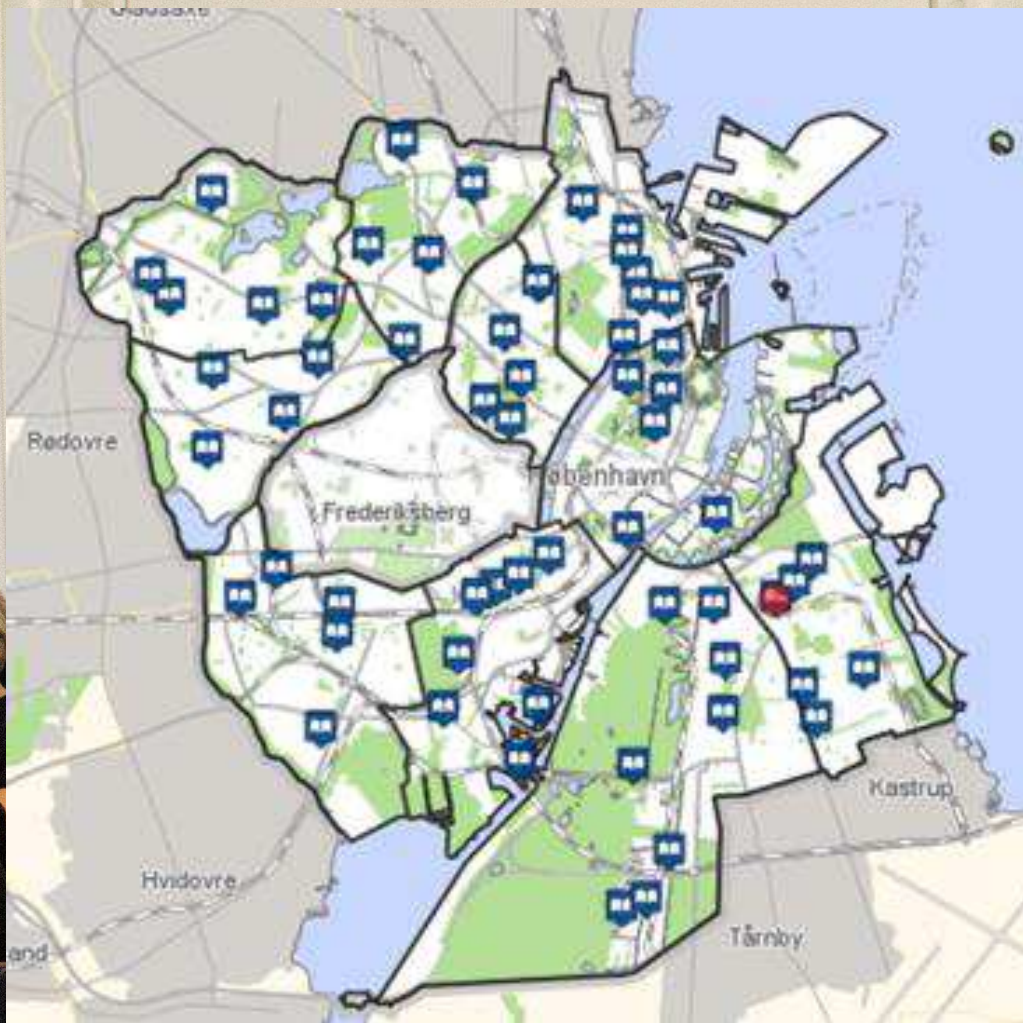 Rødovre
København
Frederiksberg
Kastrup
Hvidovre
Tårnby
and